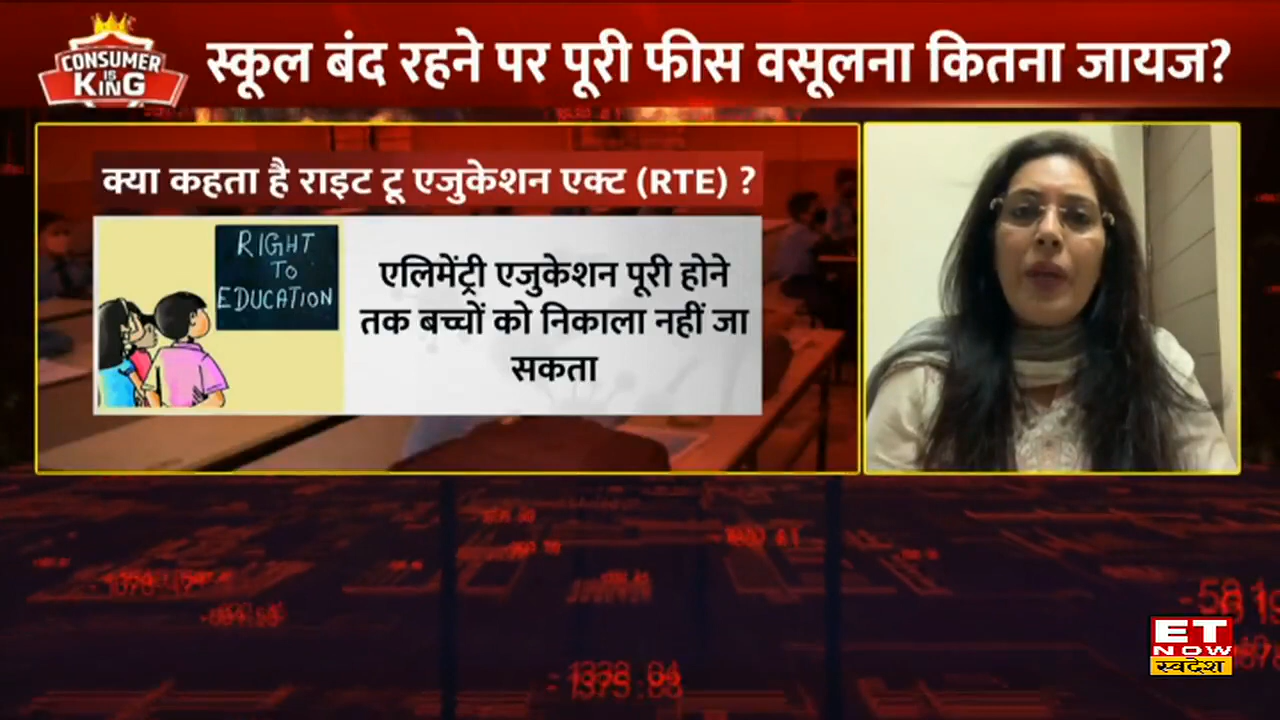 CONSUMER
IS
KING
स्कूल बंद रहने पर पूरी फीस वसूलना कितना जायज?
क्या कहता है राइट टू एजुकेशन एक्ट (RTE) ?
RIGHT
TO
EDUCATION
एलिमेंट्री एजुकेशन पूरी होने
तक बच्चों को निकाला नहीं जा
सकता
ET
NOW
स्वदेश